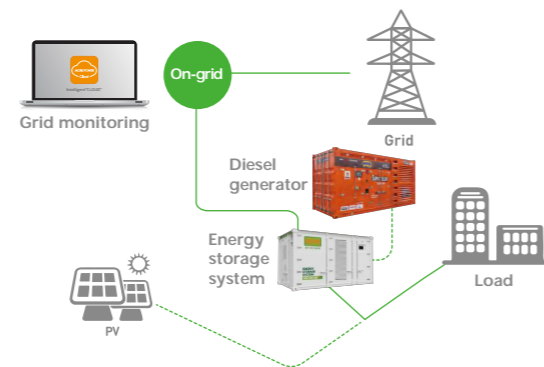 On-grid
Grid monitoring
Grid
Diesel
generator
Energy
storage
system
Load
PV